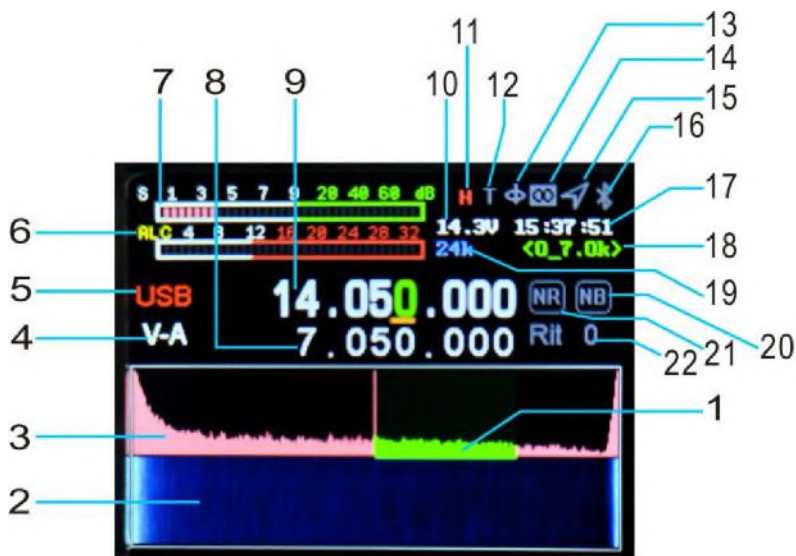 13
14
11
15
7 8 9 10 12
16
17
S 1 3 5 7 9 20 40 60 dB
H T
14.3V 15:37:51
6 ALC 4 8 12 16 20 24 28 32
24k <0_7.0k> 18
19
5 USB 14.050.000 NR NB
4 V-A 7.050.000 Rit 0
20
21
22
1
3
2